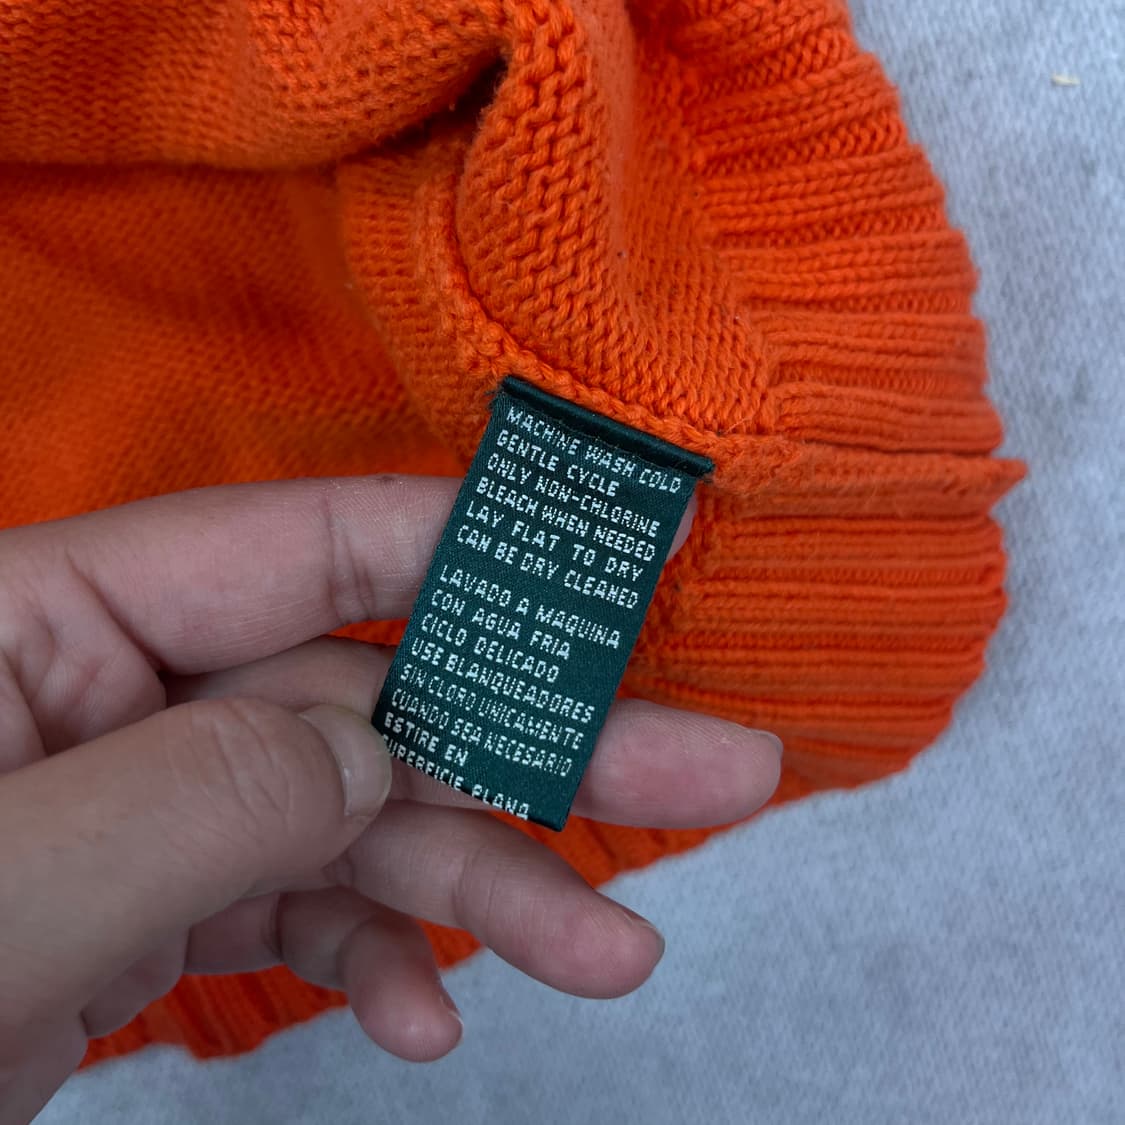 MACHINE WASH COLD
GENTLE CYCLE
ONLY NON-CHLORINE
BLEACH WHEN NEEDED
LAY FLAT TO DRY
CAN BE DRY CLEANED
LAVADO A MAQUINA
CON AGUA FRIA
CICLO DELICADO
USE BLANQUEADORES
SIN CLORO UNICAMENTE
CUANDO SEA NECESARIO
ESTIRE EN
SUPERFICIE PLANA